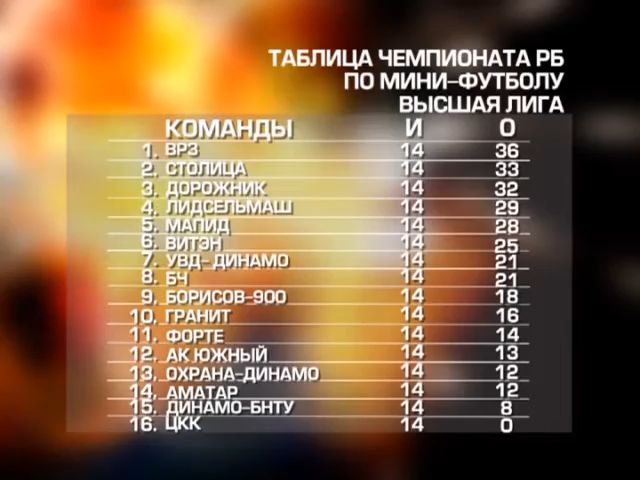 ТАБЛИЦА ЧЕМПИОНАТА РБ
ПО МИНИ-ФУТБОЛУ
ВЫСШАЯ ЛИГА
КОМАНДЫ И О
1. ВРЗ 14 36
2. СТОЛИЦА 14 33
3. ДОРОЖНИК 14 32
4. ЛИДСЕЛЬМАШ 14 29
5. МАПИД 14 28
6. ВИТЭН 14 25
7. УВД- ДИНАМО 14 21
8. БЧ 14 21
9. БОРИСОВ-900 14 18
10. ГРАНИТ 14 16
11. ФОРТЕ 14 14
12. АК ЮЖНЫЙ 14 13
13. ОХРАНА-ДИНАМО 14 12
14. АМАТАР 14 12
15. ДИНАМО-БНТУ 14 8
16. ЦКК 14 0